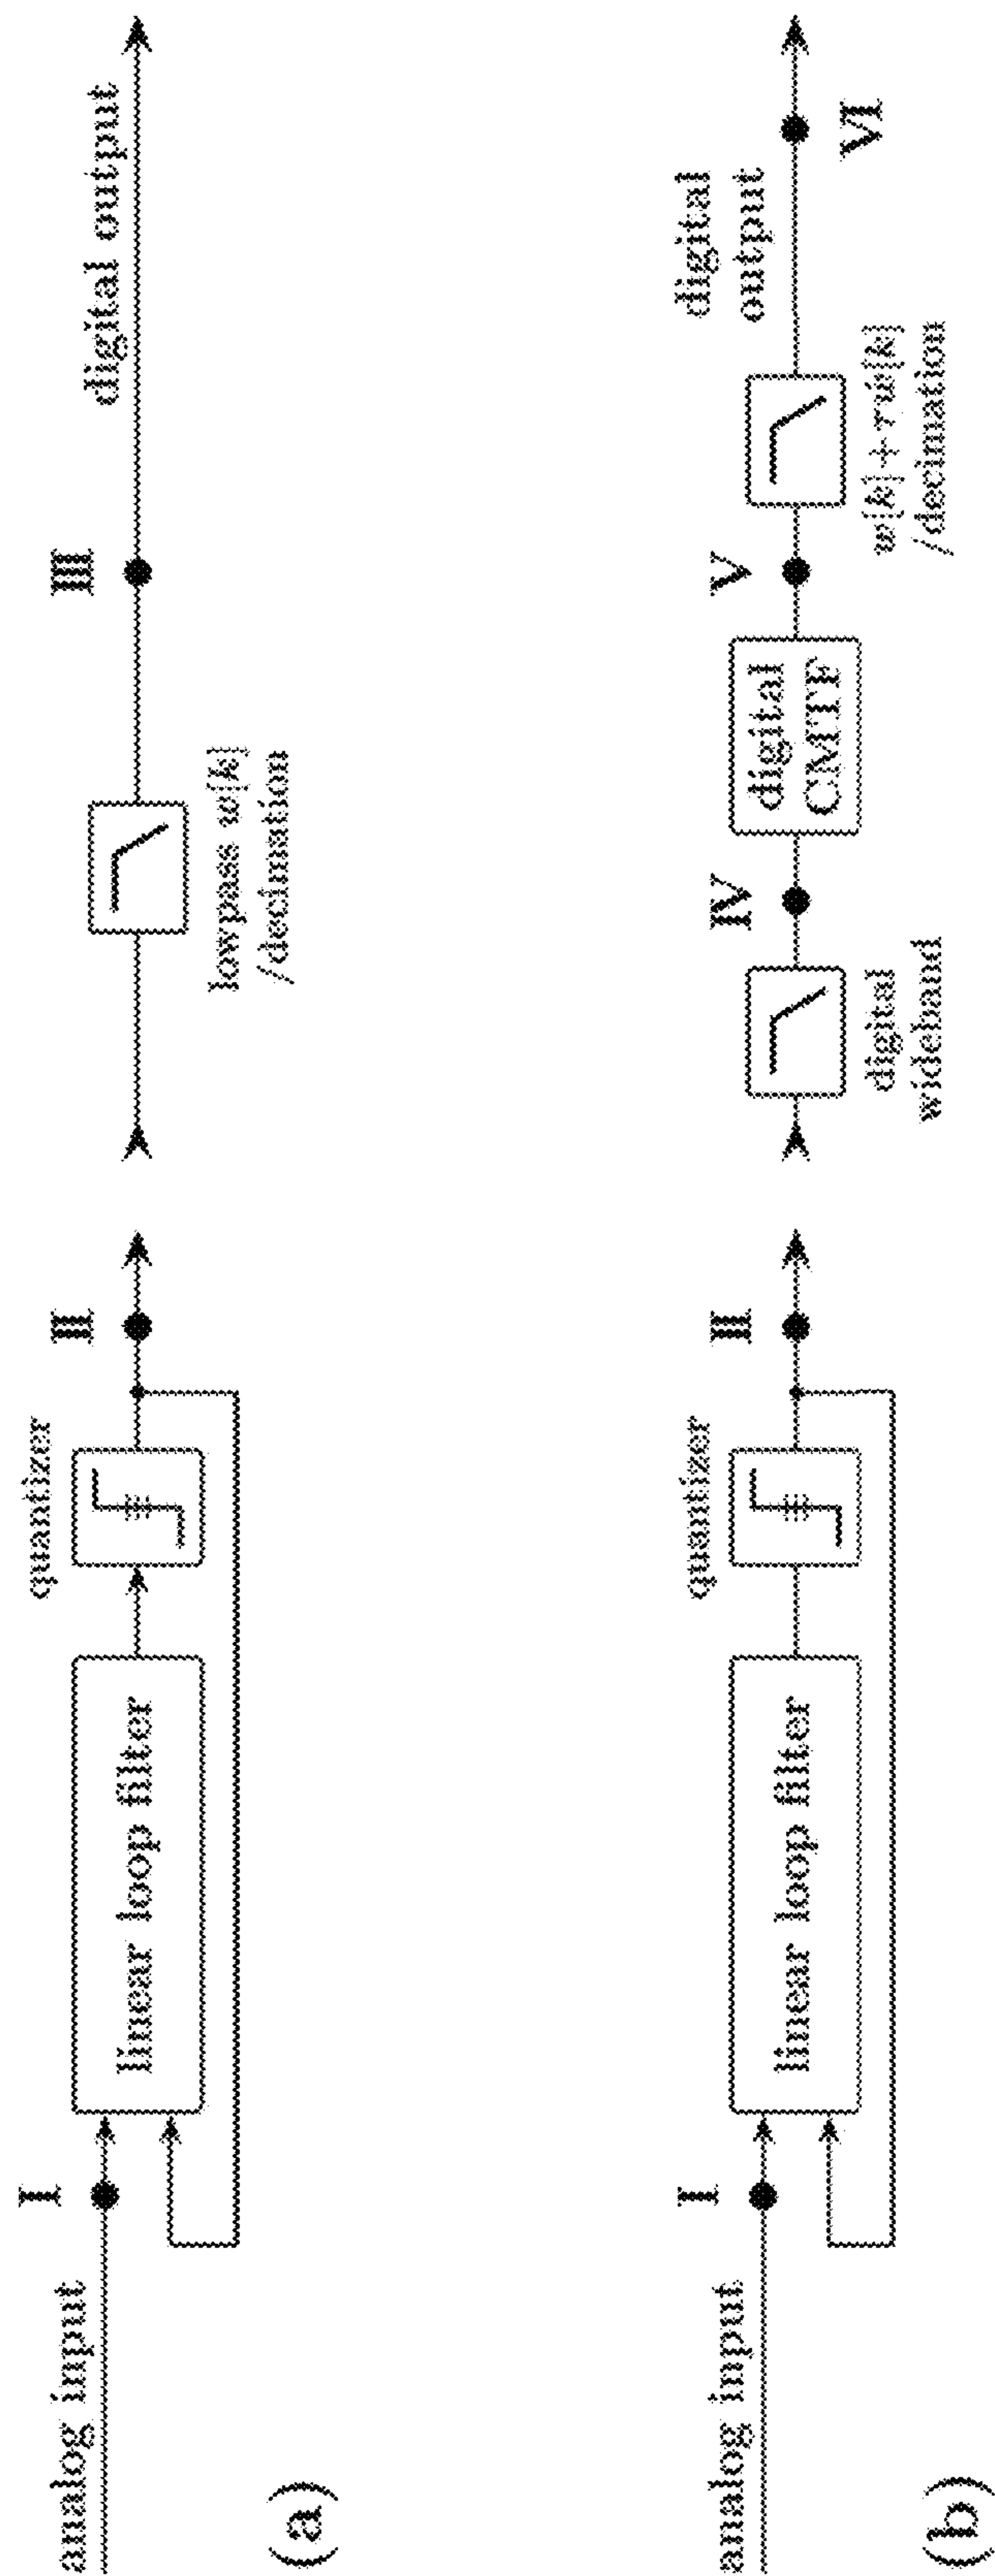 analog input
I
linear loop filter
quantizer
II
lowpass w[k]
/decimation
III
digital output
(a)
analog input
I
linear loop filter
quantizer
II
digital
wideband
IV
digital
CMTF
V
w[k]+τẇ[k]
/decimation
digital
output
VI
(b)